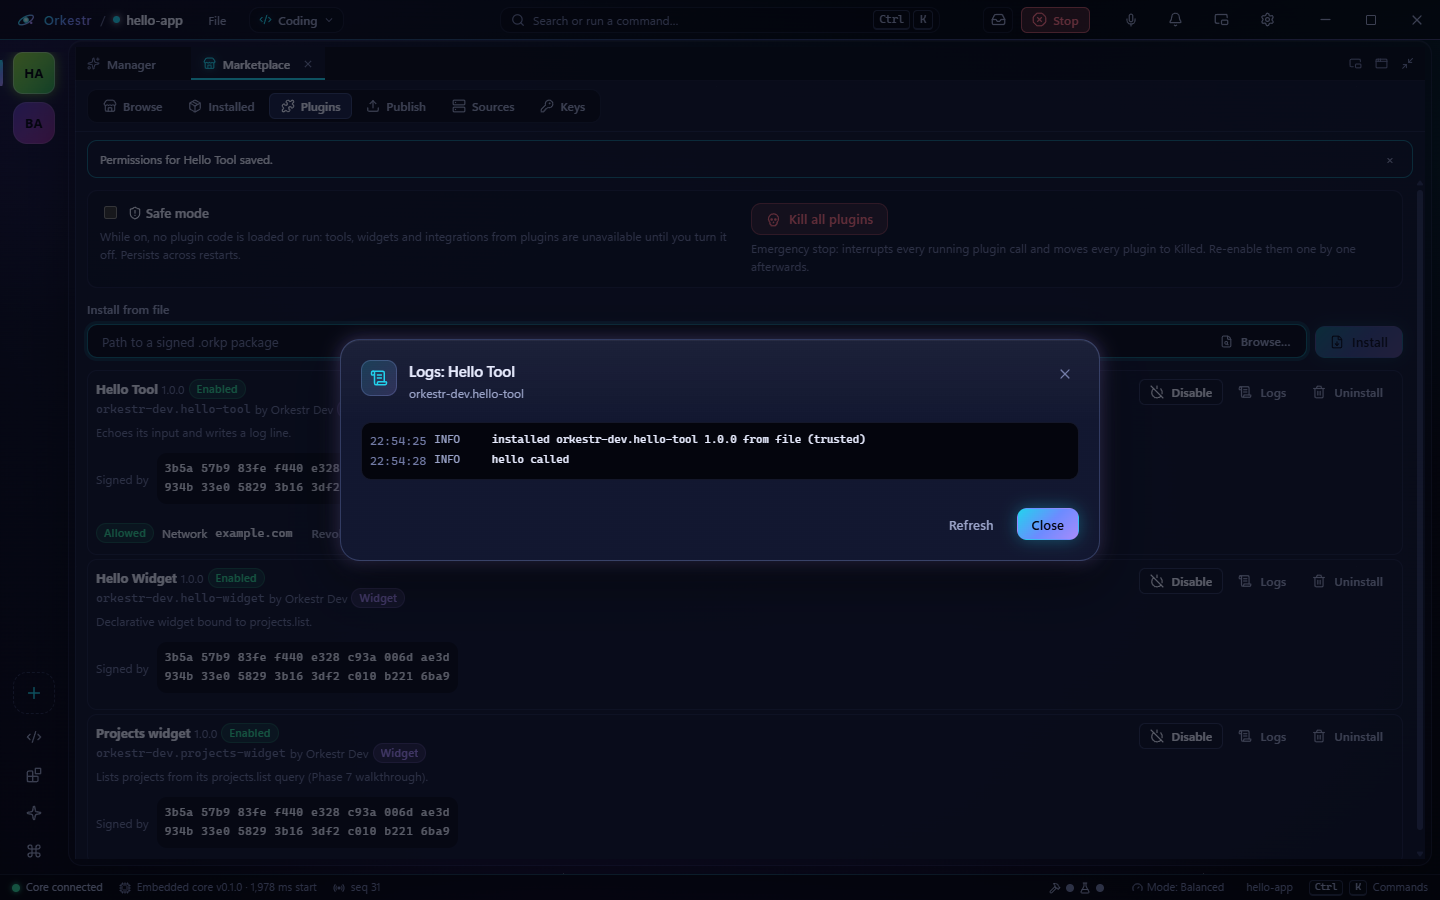 Orkestr / hello-app File Coding Search or run a command... Ctrl K Stop
HA
BA
Manager Marketplace
Browse Installed Plugins Publish Sources Keys
Permissions for Hello Tool saved.
Safe mode
While on, no plugin code is loaded or run: tools, widgets and integrations from plugins are unavailable until you turn it
off. Persists across restarts.
Kill all plugins
Emergency stop: interrupts every running plugin call and moves every plugin to Killed. Re-enable them one by one
afterwards.
Install from file
Path to a signed .orkp package Browse... Install
Logs: Hello Tool
orkestr-dev.hello-tool
22:54:25 INFO installed orkestr-dev.hello-tool 1.0.0 from file (trusted)
22:54:28 INFO hello called
Refresh Close
Hello Tool 1.0.0 Enabled Disable Logs Uninstall
orkestr-dev.hello-tool by Orkestr Dev
Echoes its input and writes a log line.
3b5a 57b9 83fe f440 e328
Signed by
934b 33e0 5829 3b16 3df2
Allowed Network example.com Revo
Hello Widget 1.0.0 Enabled Disable Logs Uninstall
orkestr-dev.hello-widget by Orkestr Dev Widget
Declarative widget bound to projects.list.
3b5a 57b9 83fe f440 e328 c93a 006d ae3d
Signed by
934b 33e0 5829 3b16 3df2 c010 b221 6ba9
Projects widget 1.0.0 Enabled Disable Logs Uninstall
orkestr-dev.projects-widget by Orkestr Dev Widget
Lists projects from its projects.list query (Phase 7 walkthrough).
3b5a 57b9 83fe f440 e328 c93a 006d ae3d
Signed by
934b 33e0 5829 3b16 3df2 c010 b221 6ba9
Core connected Embedded core v0.1.0 · 1,978 ms start seq 31 Mode: Balanced hello-app Ctrl K Commands